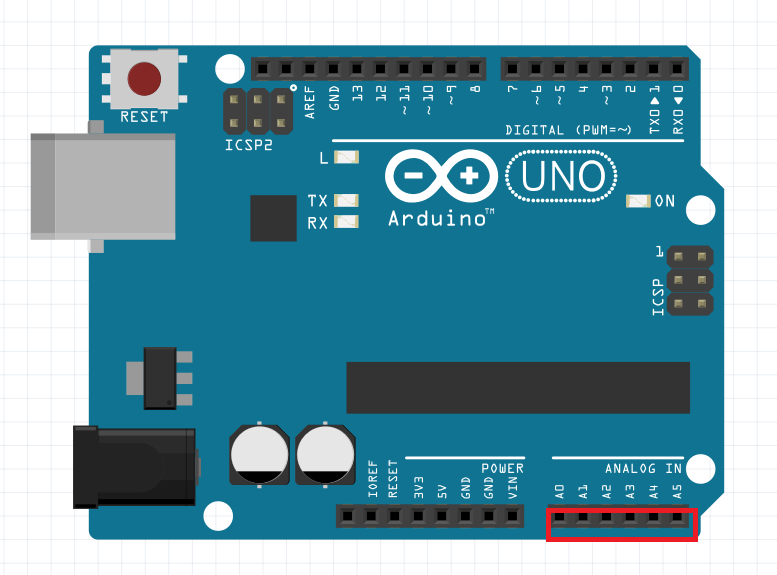 RESET
ICSP2
AREF
GND
13
12
~11
~10
~9
8
7
~6
~5
4
~3
2
TX0▶1
RX0◀0
DIGITAL (PWM=~)
L
TX
RX
UNO
Arduino™
ON
1
ICSP
POWER
ANALOG IN
IOREF
RESET
3V3
5V
GND
GND
VIN
A0
A1
A2
A3
A4
A5